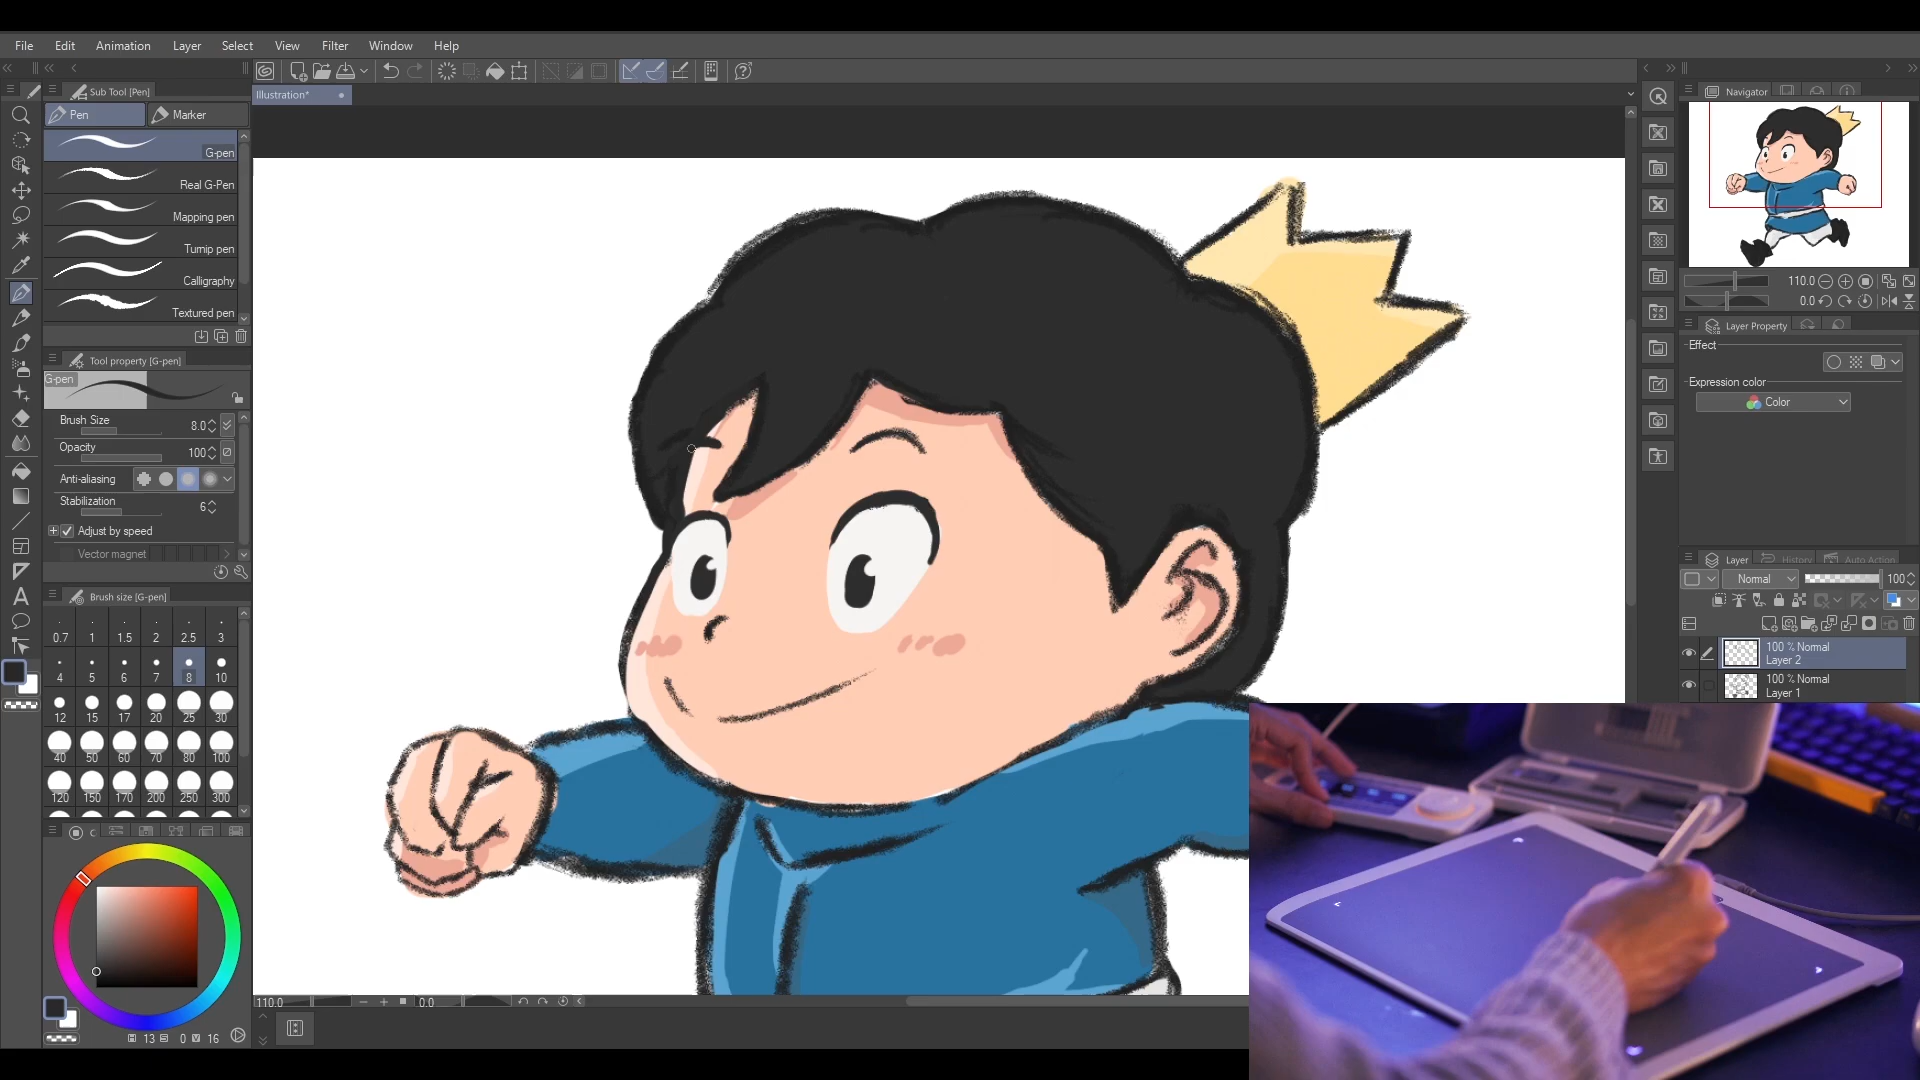 File Edit Animation Layer Select View Filter Window Help
Sub Tool [Pen]
Pen Marker
G-pen
Real G-Pen
Mapping pen
Turnip pen
Calligraphy
Textured pen
Tool property [G-pen]
G-pen
Brush Size 8.0
Opacity 100
Anti-aliasing
Stabilization 6
Adjust by speed
Vector magnet
Brush size [G-pen]
0.7 1 1.5 2 2.5 3
4 5 6 7 8 10
12 15 17 20 25 30
40 50 60 70 80 100
120 150 170 200 250 300
13 0 16
Illustration*
110.0 0.0
Navigator
110.0
0.0
Layer Property
Effect
Expression color
Color
Layer History Auto Action
Normal 100
100 % Normal
Layer 2
100 % Normal
Layer 1